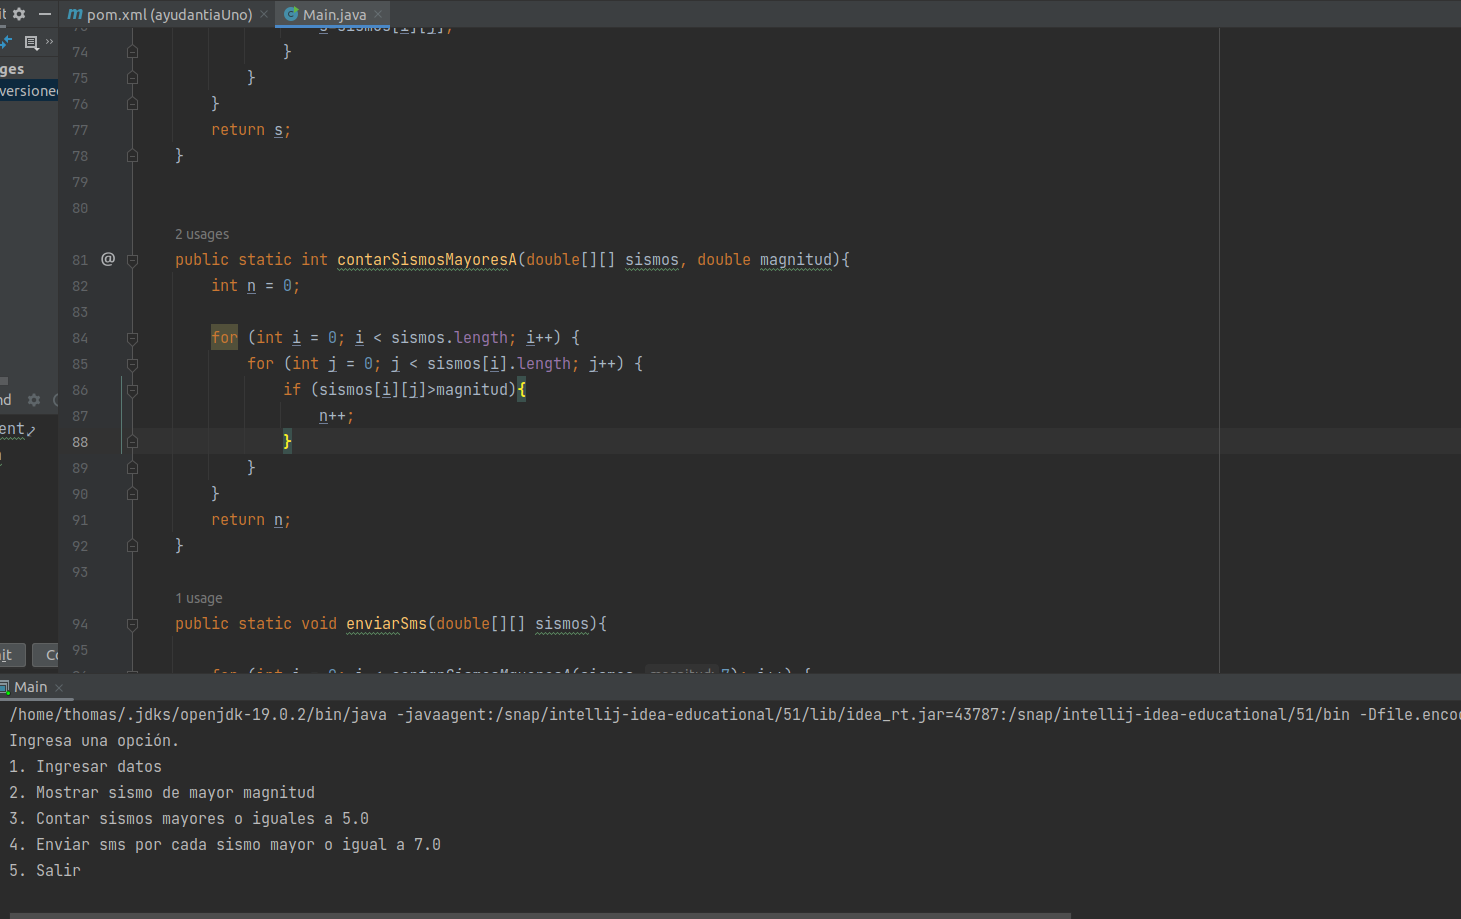 it
pom.xml (ayudantiaUno)
Main.java
ges
versione
74 }
75 }
76 }
77 return s;
78 }
79
80
2 usages
81 @ public static int contarSismosMayoresA(double[][] sismos, double magnitud){
82 int n = 0;
83
84 for (int i = 0; i < sismos.length; i++) {
85 for (int j = 0; j < sismos[i].length; j++) {
86 if (sismos[i][j]>magnitud){
87 n++;
88 }
89 }
90 }
91 return n;
92 }
93
1 usage
94 public static void enviarSms(double[][] sismos){
95
nd
ent
it
Main
/home/thomas/.jdks/openjdk-19.0.2/bin/java -javaagent:/snap/intellij-idea-educational/51/lib/idea_rt.jar=43787:/snap/intellij-idea-educational/51/bin -Dfile.enco
Ingresa una opción.
1. Ingresar datos
2. Mostrar sismo de mayor magnitud
3. Contar sismos mayores o iguales a 5.0
4. Enviar sms por cada sismo mayor o igual a 7.0
5. Salir